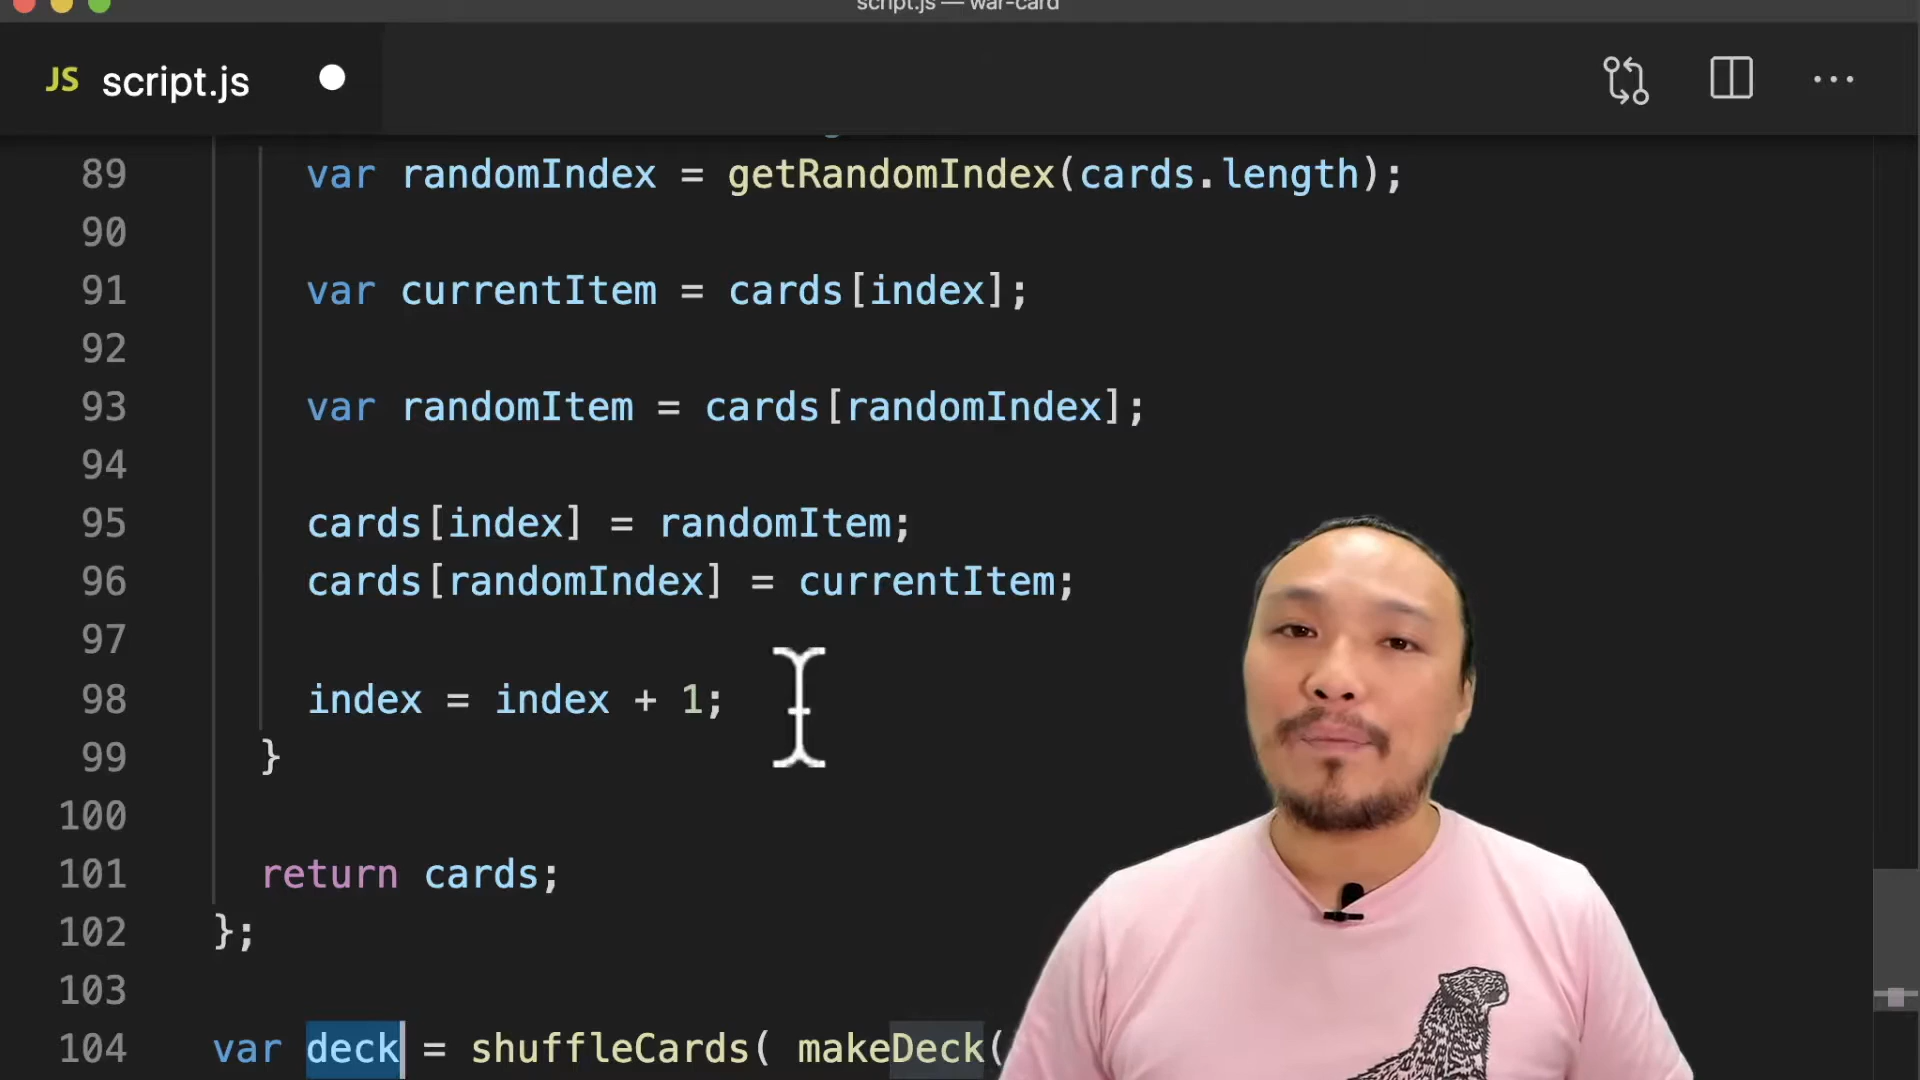 script.js — war-card
JS script.js
89 var randomIndex = getRandomIndex(cards.length);
90
91 var currentItem = cards[index];
92
93 var randomItem = cards[randomIndex];
94
95 cards[index] = randomItem;
96 cards[randomIndex] = currentItem;
97
98 index = index + 1;
99 }
100
101 return cards;
102 };
103
104 var deck = shuffleCards( makeDeck(